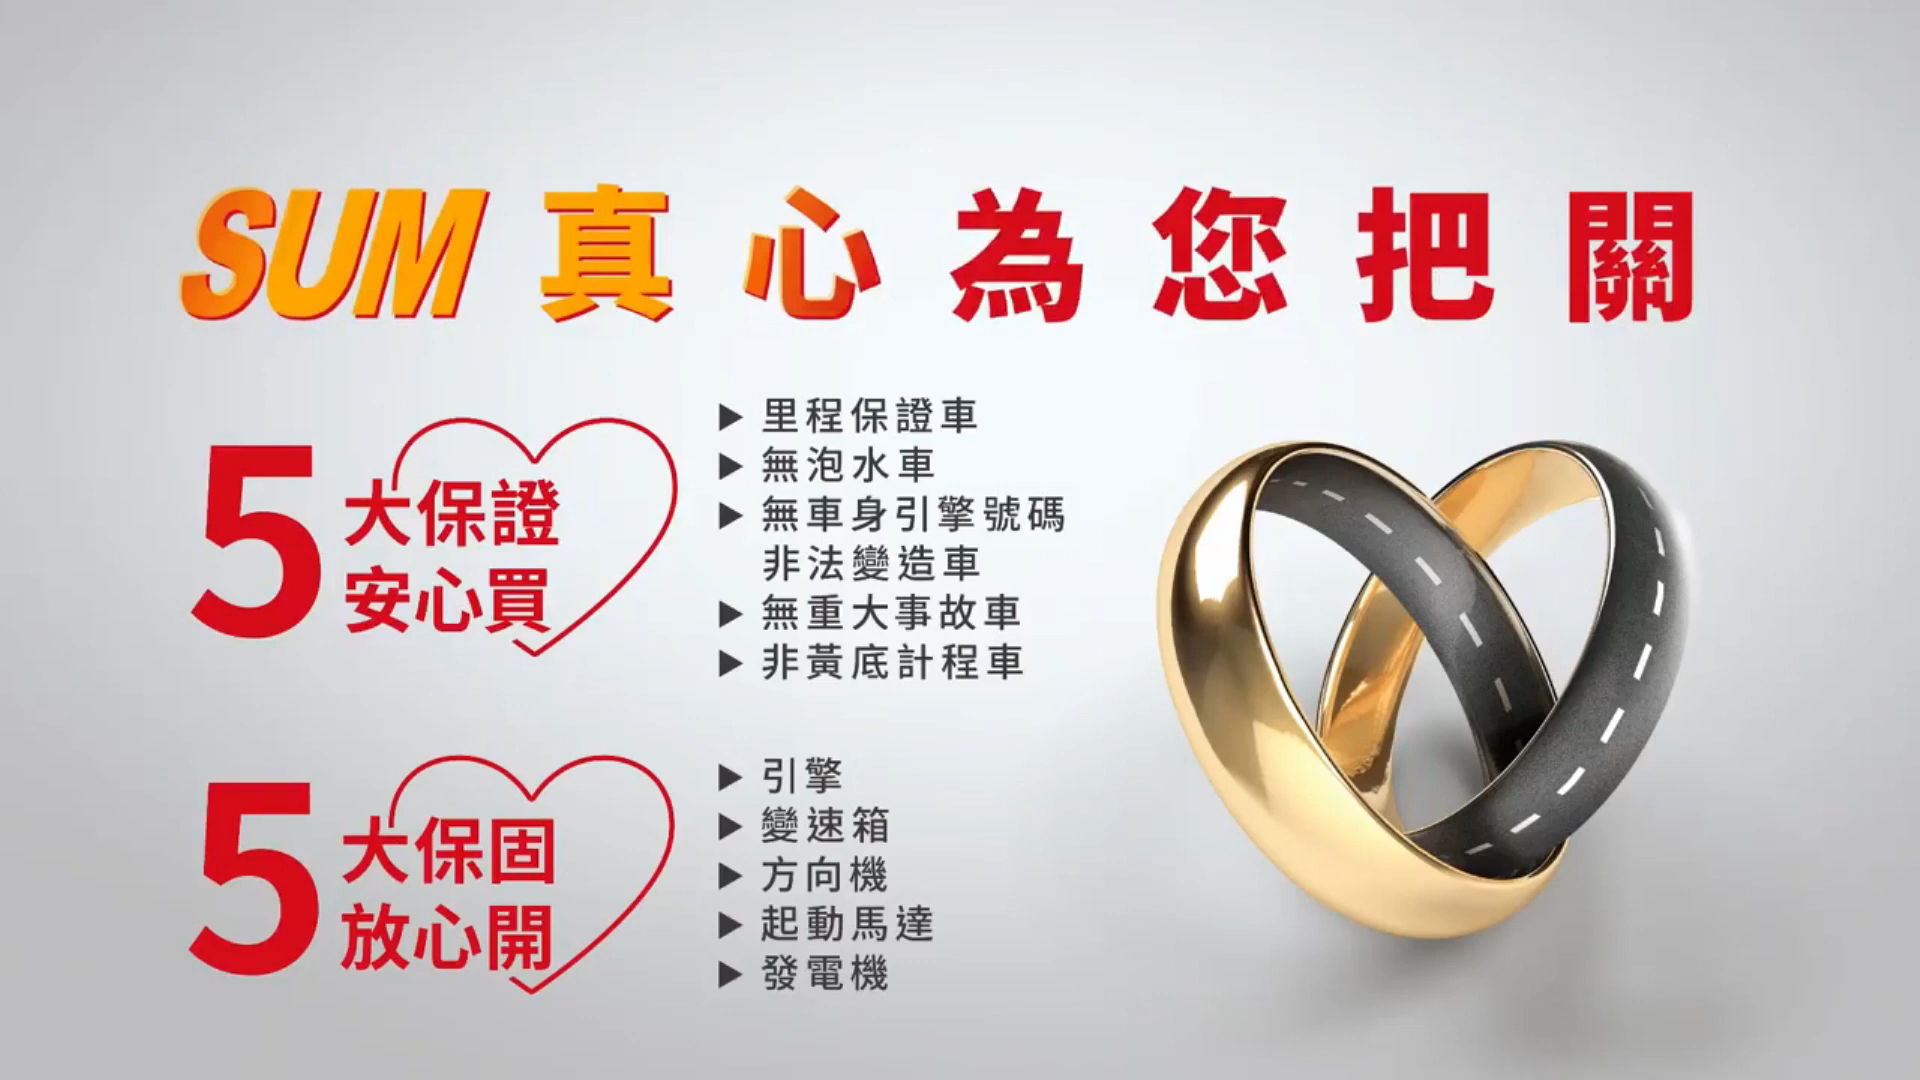 SUM 真心為您把關
5大保證
安心買
▶ 里程保證車
▶ 無泡水車
▶ 無車身引擎號碼
非法變造車
▶ 無重大事故車
▶ 非黃底計程車
5大保固
放心開
▶ 引擎
▶ 變速箱
▶ 方向機
▶ 起動馬達
▶ 發電機